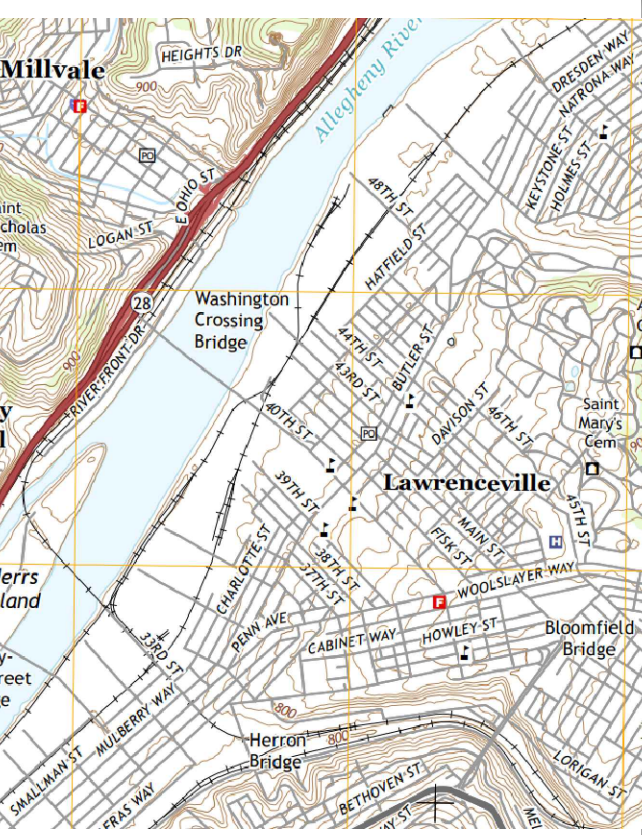 HEIGHTS DR
Millvale
900
F
PO
Allegheny River
DRESDEN WAY
NATRONA WAY
KEYSTONE ST
HOLMES ST
E OHIO ST
LOGAN ST
48TH ST
HATFIELD ST
28
Washington
Crossing
Bridge
RIVER FRONT DR
900
44TH ST
43RD ST
BUTLER ST
DAVISON ST
46TH ST
40TH ST
PO
Saint
Mary's
Cem
Lawrenceville
39TH ST
45TH ST
MAIN ST
FISK ST
H
CHARLOTTE ST
38TH ST
37TH ST
WOOLSLAYER WAY
F
PENN AVE
CABINET WAY
HOWLEY ST
Bloomfield
Bridge
33RD ST
MULBERRY WAY
SMALLMAN ST
800
800
Herron
Bridge
BETHOVEN ST
LORIGAN ST